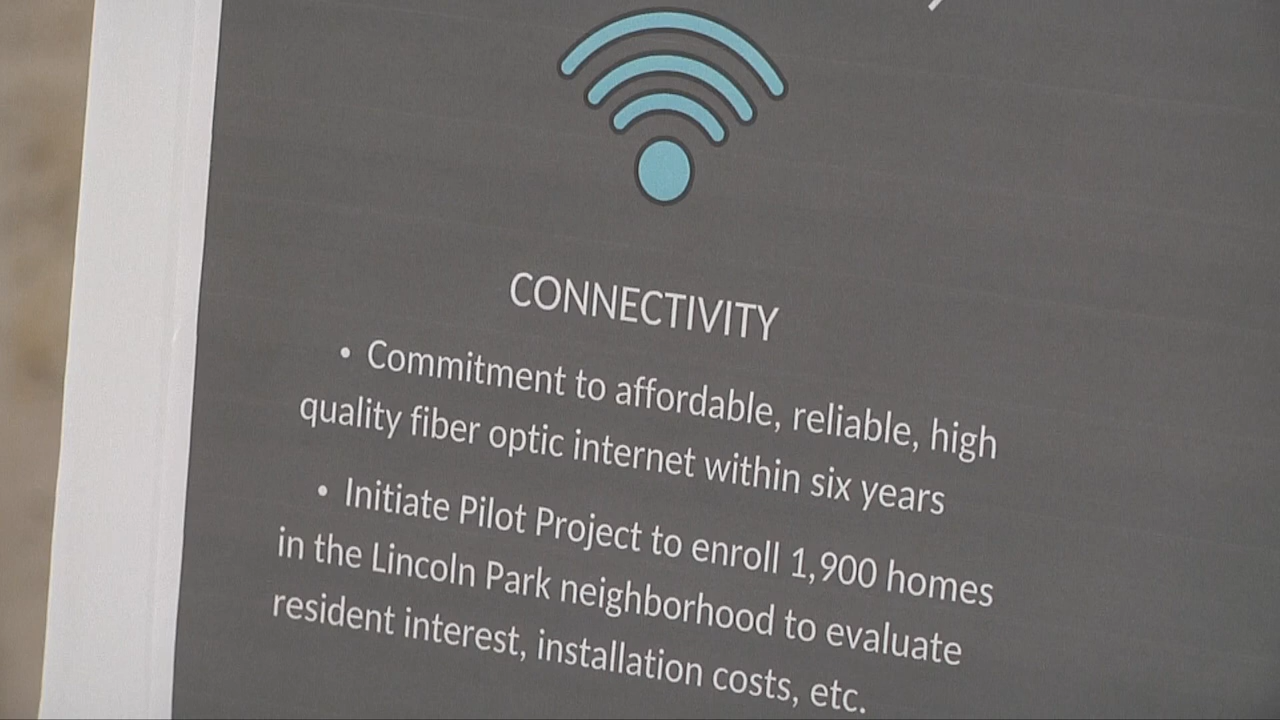 CONNECTIVITY
• Commitment to affordable, reliable, high
quality fiber optic internet within six years
• Initiate Pilot Project to enroll 1,900 homes
in the Lincoln Park neighborhood to evaluate
resident interest, installation costs, etc.